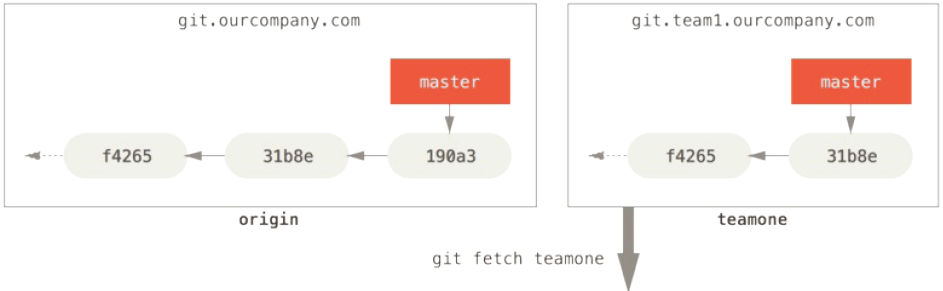 git.ourcompany.com
master
f4265
31b8e
190a3
origin
git.team1.ourcompany.com
master
f4265
31b8e
teamone
git fetch teamone